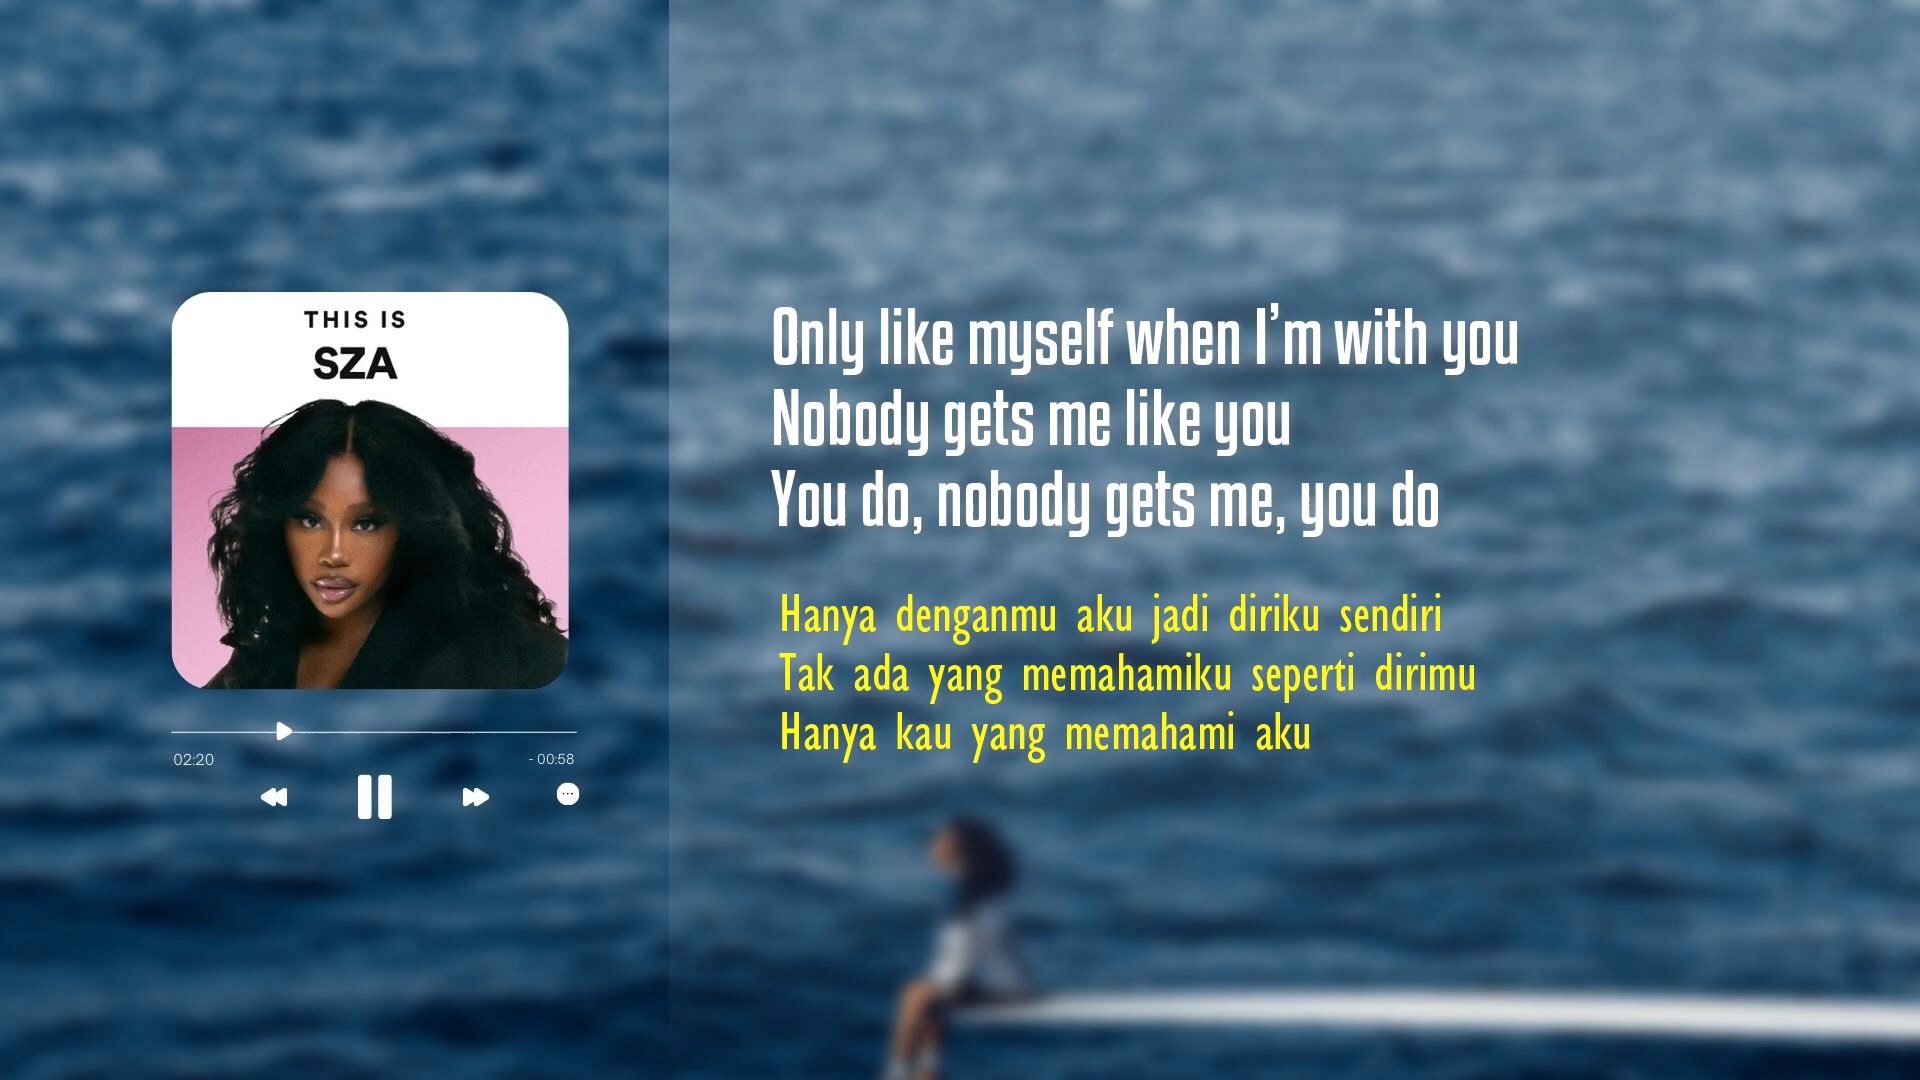 THIS IS
SZA
02:20
- 00:58
Only like myself when I'm with you
Nobody gets me like you
You do, nobody gets me, you do
Hanya denganmu aku jadi diriku sendiri
Tak ada yang memahamiku seperti dirimu
Hanya kau yang memahami aku